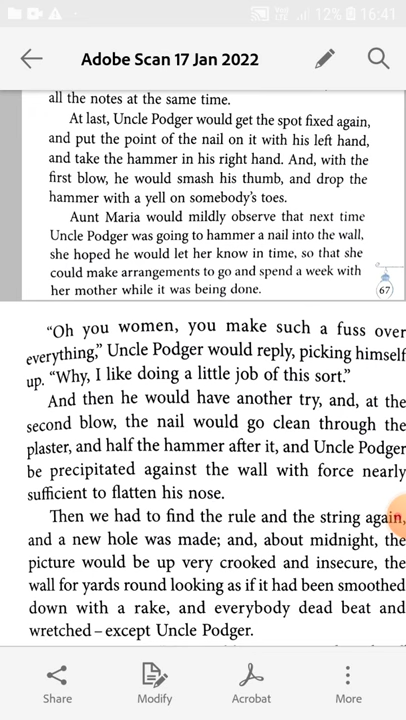 12% 16:41
Adobe Scan 17 Jan 2022
all the notes at the same time.
At last, Uncle Podger would get the spot fixed again,
and put the point of the nail on it with his left hand,
and take the hammer in his right hand. And, with the
first blow, he would smash his thumb, and drop the
hammer with a yell on somebody's toes.
Aunt Maria would mildly observe that next time
Uncle Podger was going to hammer a nail into the wall,
she hoped he would let her know in time, so that she
could make arrangements to go and spend a week with
her mother while it was being done.
67
"Oh you women, you make such a fuss over
everything," Uncle Podger would reply, picking himself
up. "Why, I like doing a little job of this sort."
And then he would have another try, and, at the
second blow, the nail would go clean through the
plaster, and half the hammer after it, and Uncle Podger
be precipitated against the wall with force nearly
sufficient to flatten his nose.
Then we had to find the rule and the string again,
and a new hole was made; and, about midnight, the
picture would be up very crooked and insecure, the
wall for yards round looking as if it had been smoothed
down with a rake, and everybody dead beat and
wretched – except Uncle Podger.
Share
Modify
Acrobat
More